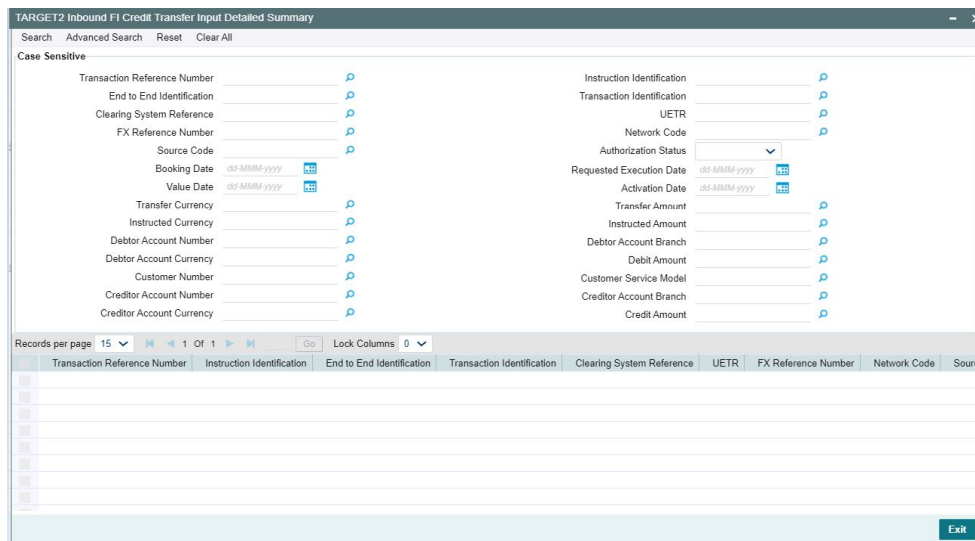 TARGET2 Inbound FI Credit Transfer Input Detailed Summary
Search Advanced Search Reset Clear All
Case Sensitive
Transaction Reference Number Instruction Identification
End to End Identification Transaction Identification
Clearing System Reference UETR
FX Reference Number Network Code
Source Code Authorization Status
Booking Date dd-MMM-yyyy Requested Execution Date dd-MMM-yyyy
Value Date dd-MMM-yyyy Activation Date dd-MMM-yyyy
Transfer Currency Transfer Amount
Instructed Currency Instructed Amount
Debtor Account Number Debtor Account Branch
Debtor Account Currency Debit Amount
Customer Number Customer Service Model
Creditor Account Number Creditor Account Branch
Creditor Account Currency Credit Amount
Records per page 15 1 Of 1 Go Lock Columns 0
Transaction Reference Number Instruction Identification End to End Identification Transaction Identification Clearing System Reference UETR FX Reference Number Network Code Sour
Exit